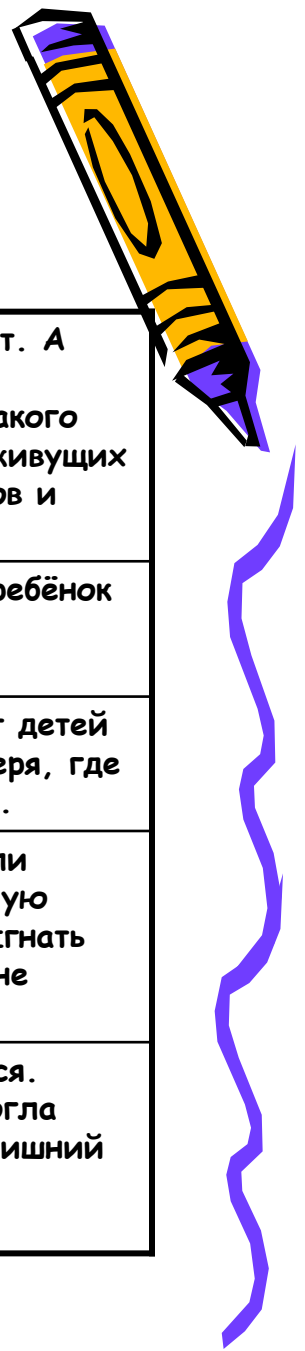 т. А
акого
живущих
ов и
ребёнок
т детей
еря, где
.
ли
ую
гнать
не
ся.
огла
ишний